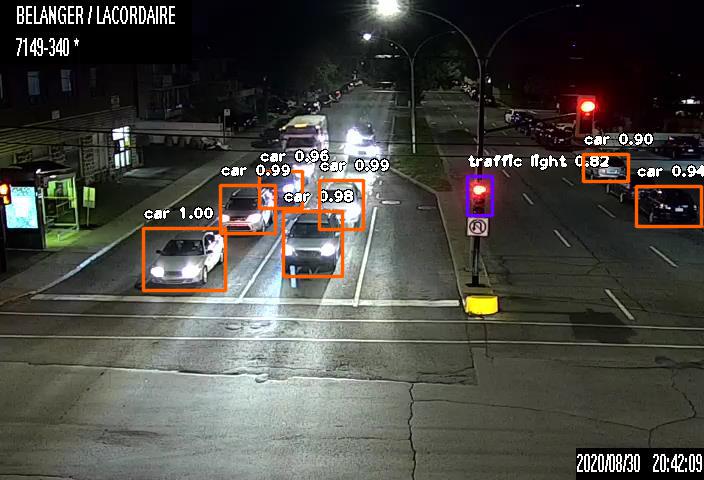 BELANGER / LACORDAIRE
7149-340 *
car 0.90
car 0.96
car 0.99
car 0.99
traffic light 0.82
car 0.94
car 0.98
car 1.00
2020/08/30 20:42:09